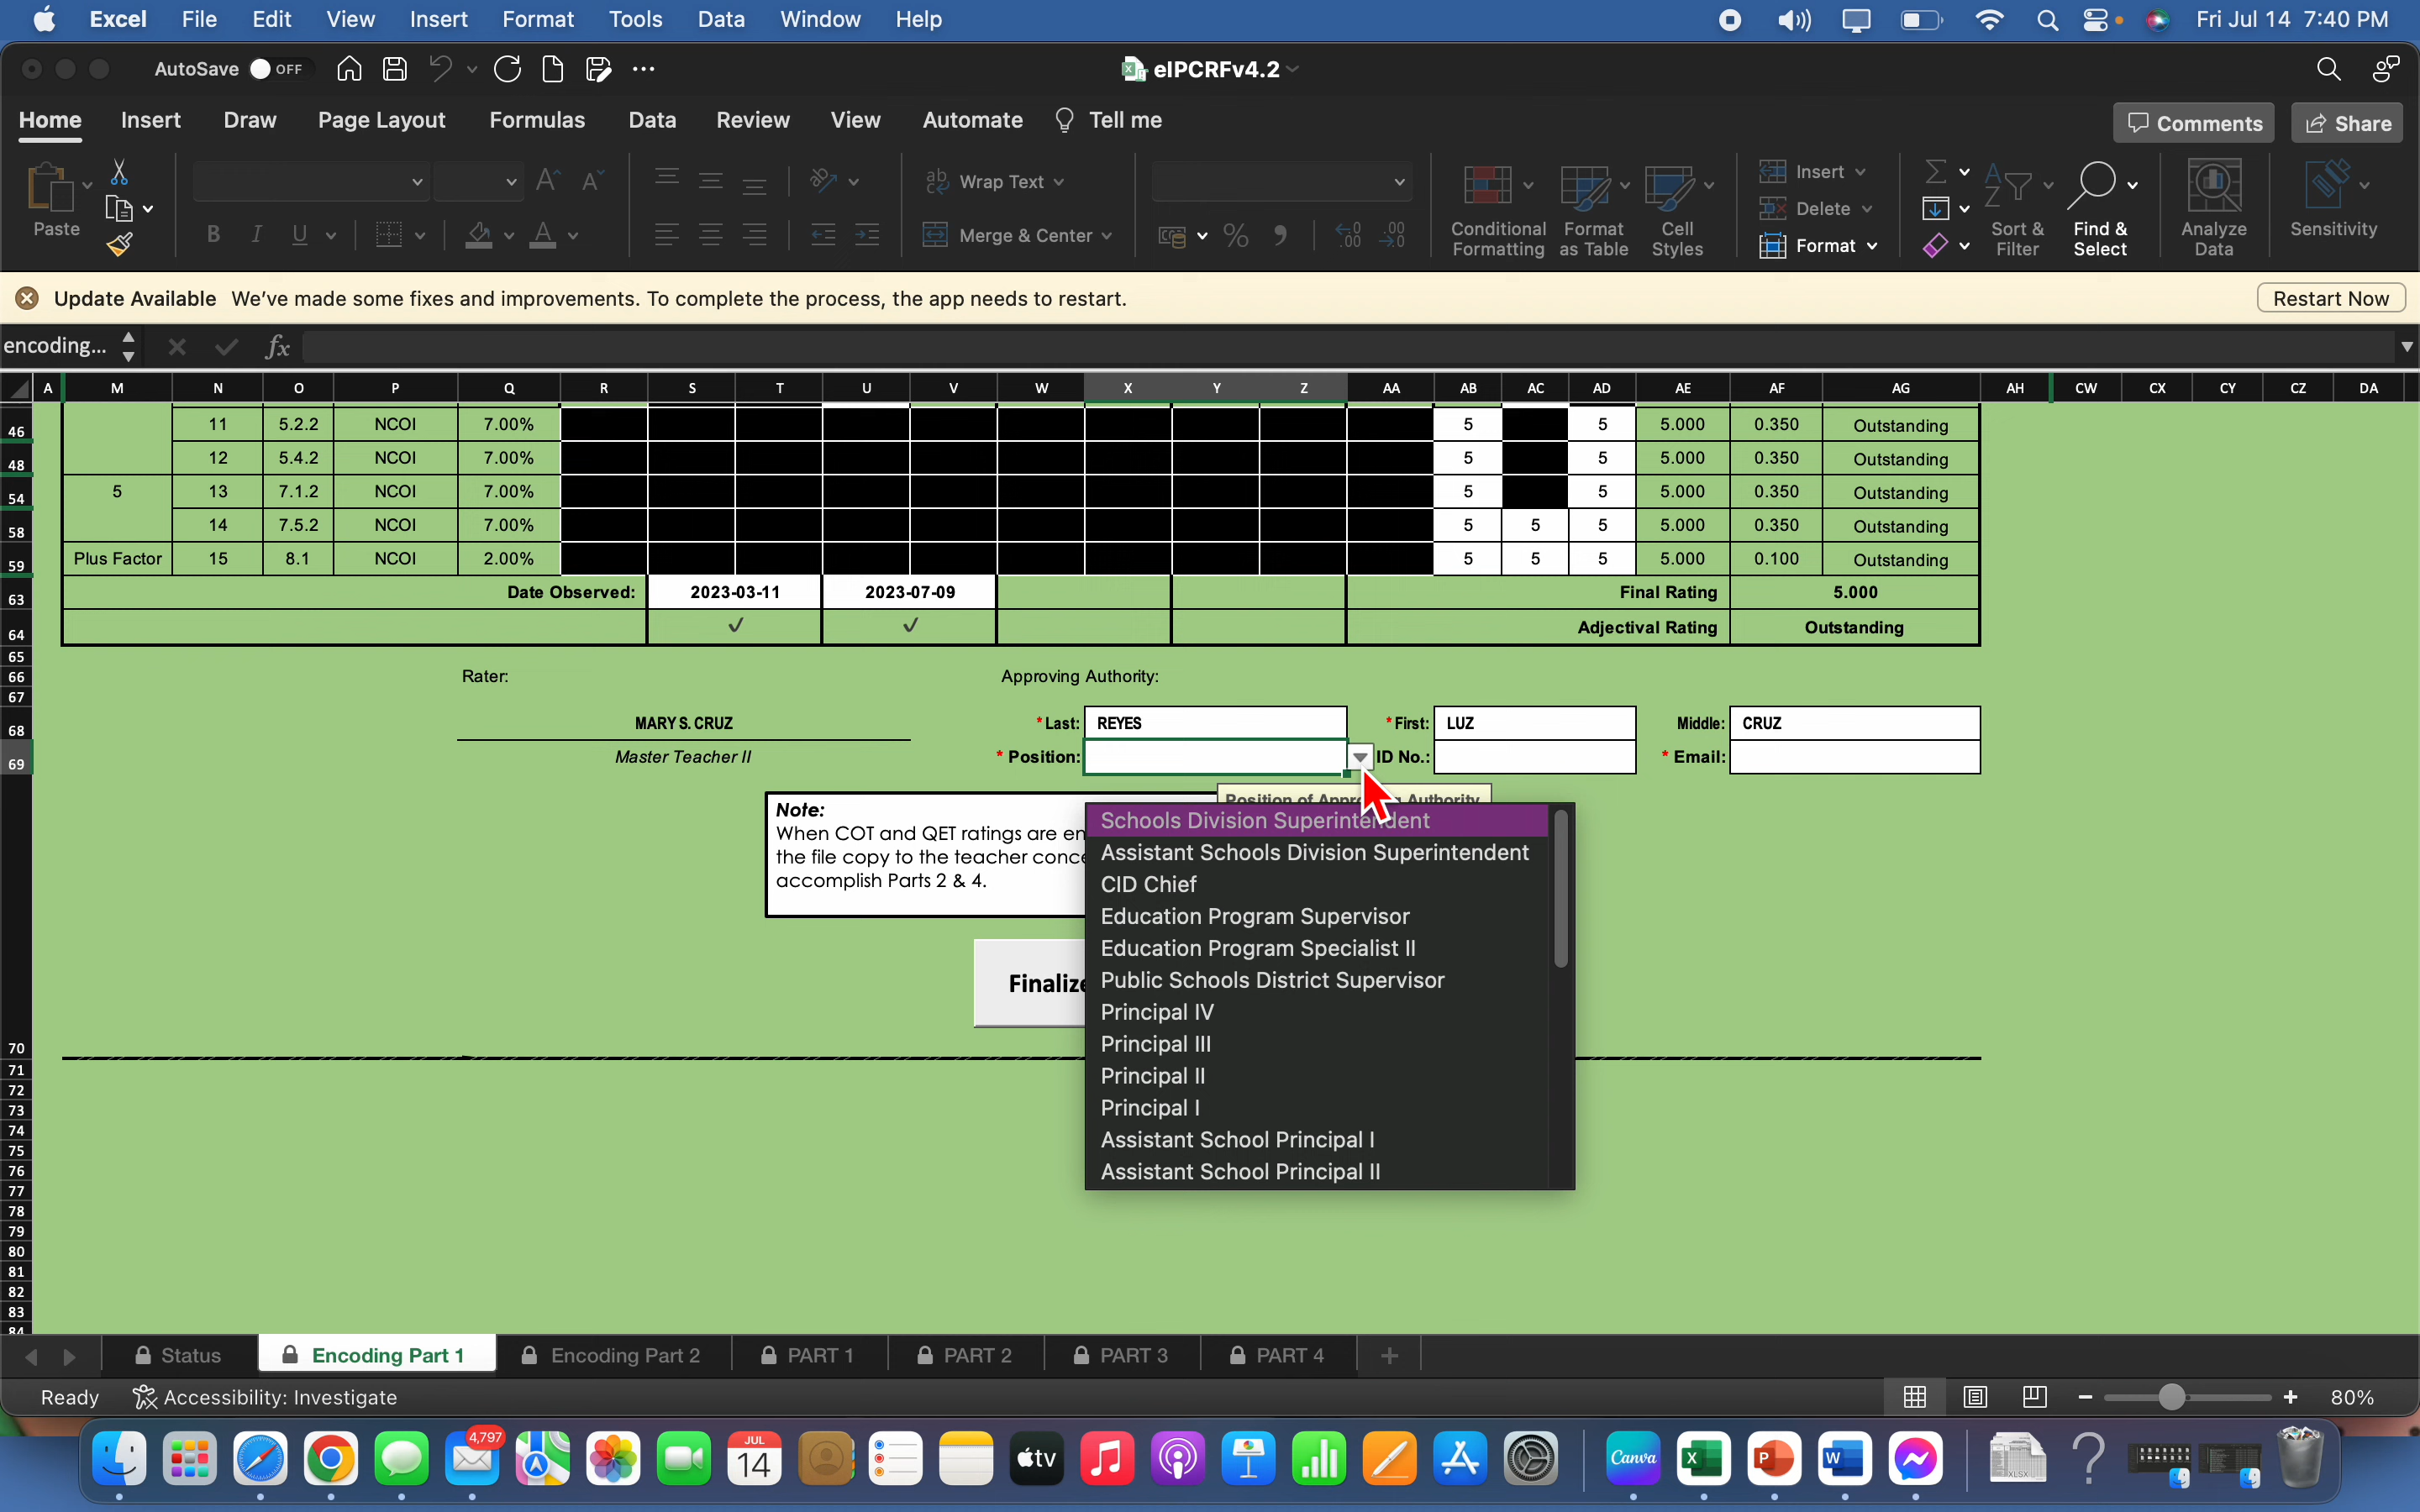 Excel File Edit View Insert Format Tools Data Window Help Fri Jul 14 7:40 PM
AutoSave OFF eIPCRFv4.2
Home Insert Draw Page Layout Formulas Data Review View Automate Tell me Comments Share
Paste
Wrap Text
Merge & Center
Conditional Formatting
Format as Table
Cell Styles
Insert
Delete
Format
Sort & Filter
Find & Select
Analyze Data
Sensitivity
Update Available We've made some fixes and improvements. To complete the process, the app needs to restart. Restart Now
encoding... fx
A M N O P Q R S T U V W X Y Z AA AB AC AD AE AF AG AH CW CX CY CZ DA
46 11 5.2.2 NCOI 7.00% 5 5 5.000 0.350 Outstanding
48 12 5.4.2 NCOI 7.00% 5 5 5.000 0.350 Outstanding
54 5 13 7.1.2 NCOI 7.00% 5 5 5.000 0.350 Outstanding
58 14 7.5.2 NCOI 7.00% 5 5 5 5.000 0.350 Outstanding
59 Plus Factor 15 8.1 NCOI 2.00% 5 5 5 5.000 0.100 Outstanding
63 Date Observed: 2023-03-11 2023-07-09 Final Rating 5.000
64 ✓ ✓ Adjectival Rating Outstanding
65
66 Rater: Approving Authority:
67
68 MARY S. CRUZ * Last: REYES * First: LUZ Middle: CRUZ
69 Master Teacher II * Position: ID No.: * Email:
Note:
When COT and QET ratings are en
the file copy to the teacher conce
accomplish Parts 2 & 4.
Finalize
Schools Division Superintendent
Assistant Schools Division Superintendent
CID Chief
Education Program Supervisor
Education Program Specialist II
Public Schools District Supervisor
Principal IV
Principal III
Principal II
Principal I
Assistant School Principal I
Assistant School Principal II
70
71
72
73
74
75
76
77
78
79
80
81
82
83
84
Status Encoding Part 1 Encoding Part 2 PART 1 PART 2 PART 3 PART 4
Ready Accessibility: Investigate 80%
4,797
JUL
14
tv
Canva
XLSX